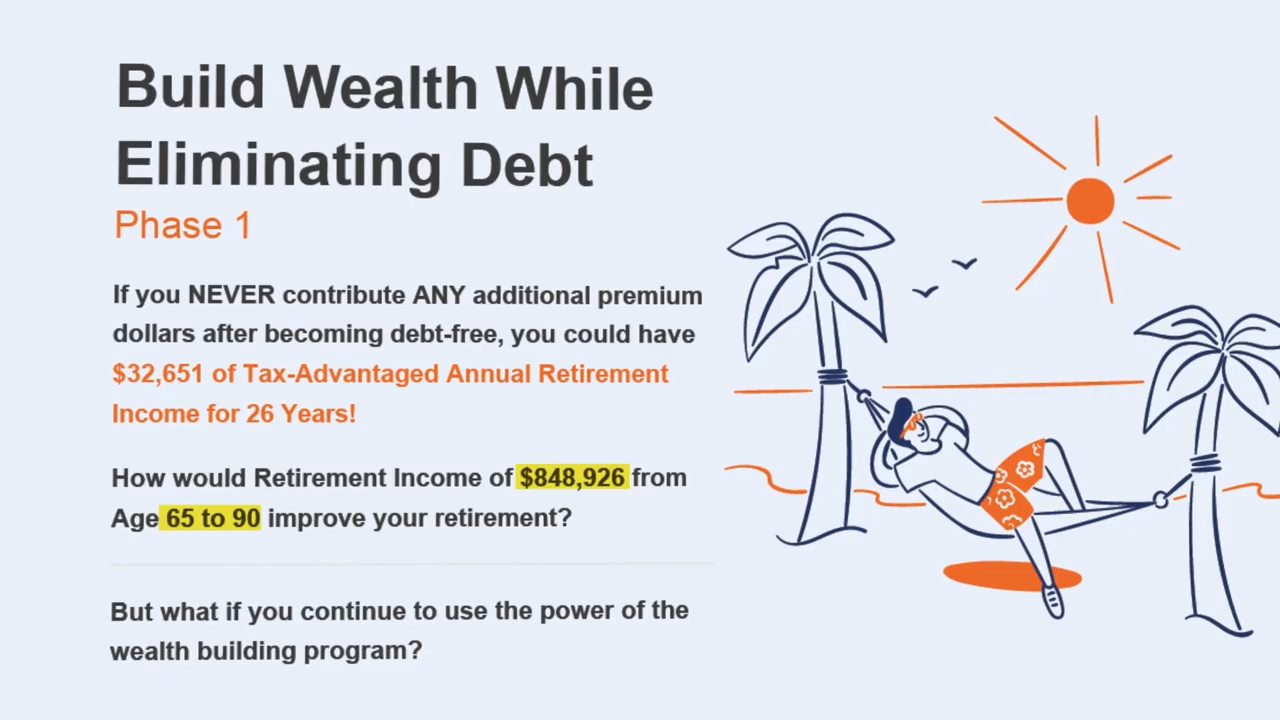 Build Wealth While
Eliminating Debt
Phase 1
If you NEVER contribute ANY additional premium
dollars after becoming debt-free, you could have
$32,651 of Tax-Advantaged Annual Retirement
Income for 26 Years!
How would Retirement Income of $848,926 from
Age 65 to 90 improve your retirement?
But what if you continue to use the power of the
wealth building program?